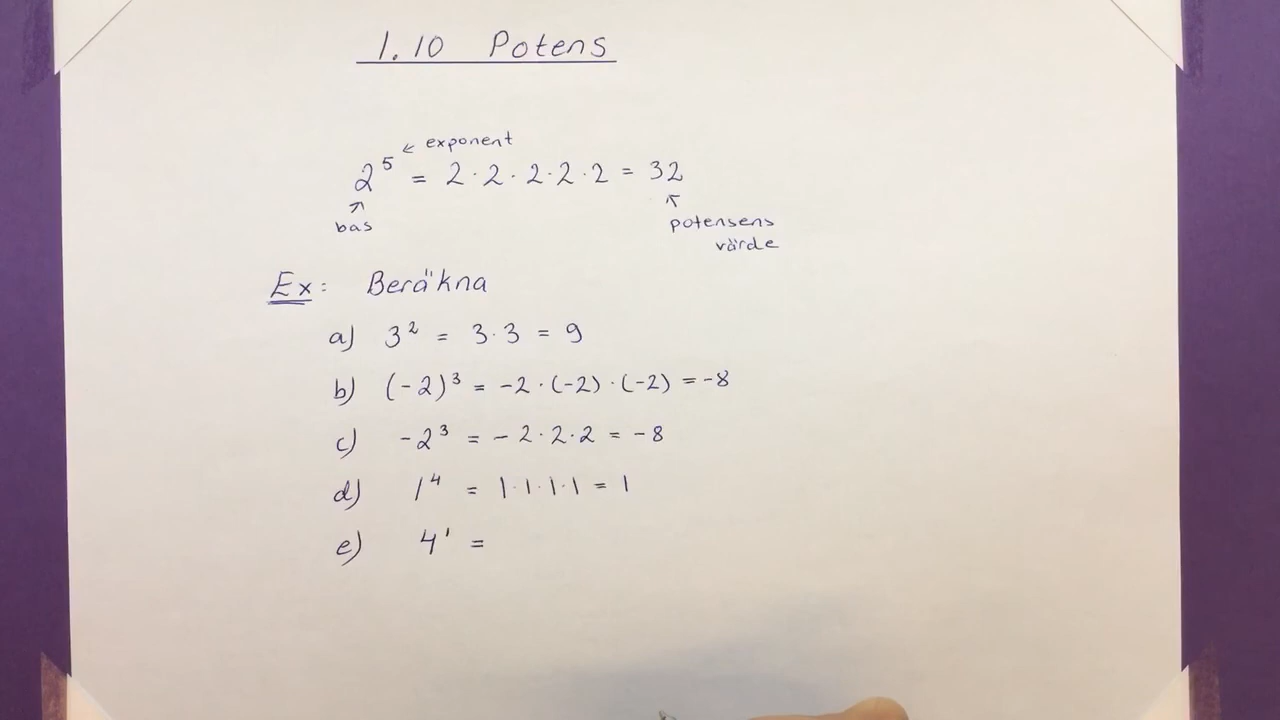 1.10 Potens
← exponent
2⁵ = 2·2·2·2·2 = 32
↗ bas
↖ potensens
värde
Ex: Beräkna
a) 3² = 3·3 = 9
b) (-2)³ = -2·(-2)·(-2) = -8
c) -2³ = -2·2·2 = -8
d) 1⁴ = 1·1·1·1 = 1
e) 4¹ =